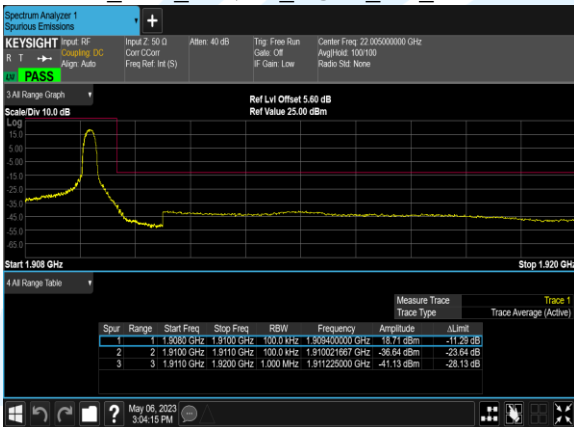 Spectrum Analyzer 1
Spurious Emissions
+
KEYSIGHT Input: RF Input Z: 50 Ω Atten: 40 dB Trig: Free Run Center Freq: 22.005000000 GHz
R T Coupling: DC Corr CCorr Gate: Off Avg|Hold: 100/100
Align: Auto Freq Ref: Int (S) IF Gain: Low Radio Std: None
PASS
3 All Range Graph
Ref Lvl Offset 5.60 dB
Scale/Div 10.0 dB Ref Value 25.00 dBm
Log
15.0
5.00
-5.00
-15.0
-25.0
-35.0
-45.0
-55.0
-65.0
Start 1.908 GHz Stop 1.920 GHz
4 All Range Table
Measure Trace Trace 1
Trace Type Trace Average (Active)
Spur Range Start Freq Stop Freq RBW Frequency Amplitude ΔLimit
1 1 1.9080 GHz 1.9100 GHz 100.0 kHz 1.909400000 GHz 18.71 dBm -11.29 dB
2 2 1.9100 GHz 1.9110 GHz 100.0 kHz 1.910021667 GHz -36.64 dBm -23.64 dB
3 3 1.9110 GHz 1.9200 GHz 1.000 MHz 1.911225000 GHz -41.13 dBm -28.13 dB
? May 06, 2023
3:04:15 PM